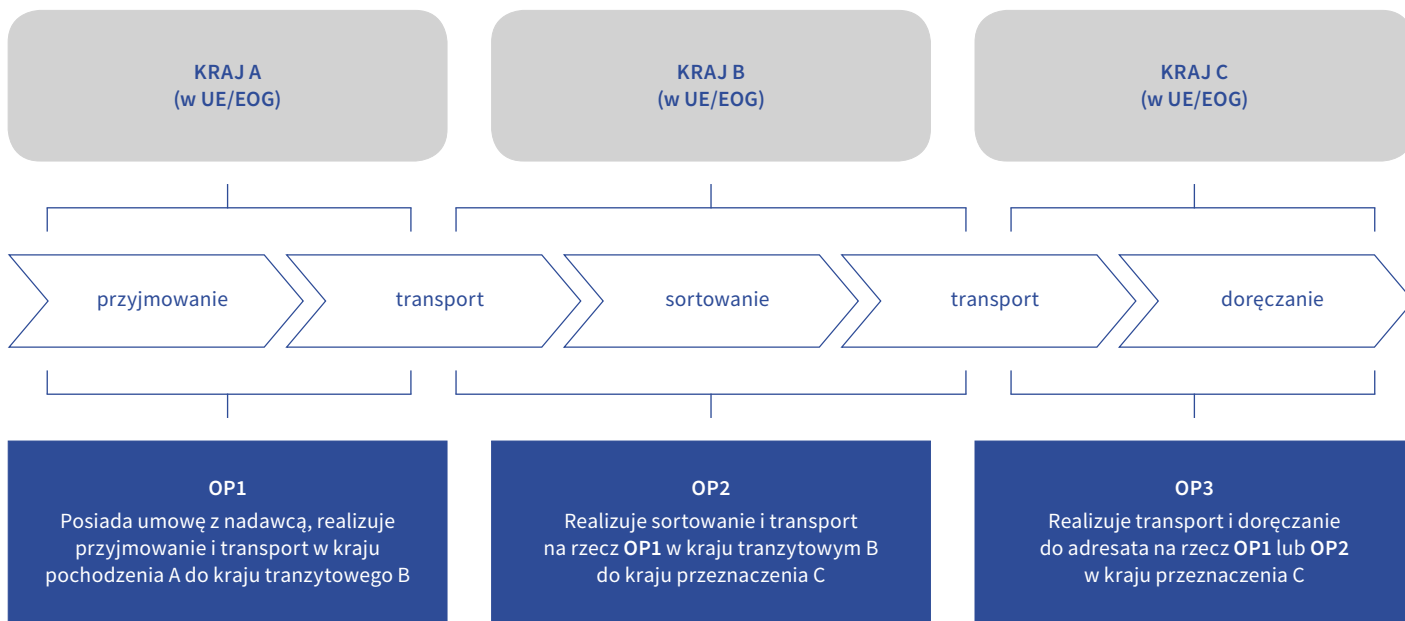 KRAJ A
(w UE/EOG)
KRAJ B
(w UE/EOG)
KRAJ C
(w UE/EOG)
przyjmowanie
transport
sortowanie
transport
doręczanie
OP1
Posiada umowę z nadawcą, realizuje
przyjmowanie i transport w kraju
pochodzenia A do kraju tranzytowego B
OP2
Realizuje sortowanie i transport
na rzecz OP1 w kraju tranzytowym B
do kraju przeznaczenia C
OP3
Realizuje transport i doręczanie
do adresata na rzecz OP1 lub OP2
w kraju przeznaczenia C